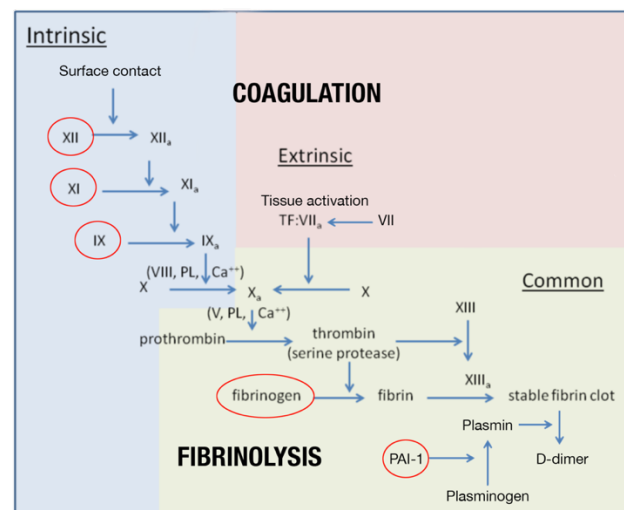 Intrinsic
Surface contact
COAGULATION
XII
XIIₐ
Extrinsic
XI
XIₐ
Tissue activation
TF:VIIₐ
VII
IX
IXₐ
Common
(VIII, PL, Ca⁺⁺)
X
Xₐ
X
(V, PL, Ca⁺⁺)
XIII
prothrombin
thrombin
(serine protease)
XIIIₐ
fibrinogen
fibrin
stable fibrin clot
Plasmin
FIBRINOLYSIS
PAI-1
D-dimer
Plasminogen